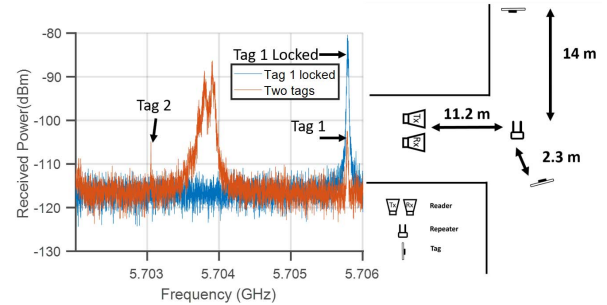 -80
-90
-100
-110
-120
-130
Received Power(dBm)
5.703
5.704
5.705
5.706
Frequency (GHz)
Tag 1 Locked
Tag 1 locked
Two tags
Tag 2
Tag 1
14 m
11.2 m
2.3 m
Tx
Rx
Tx Rx
Reader
Repeater
Tag